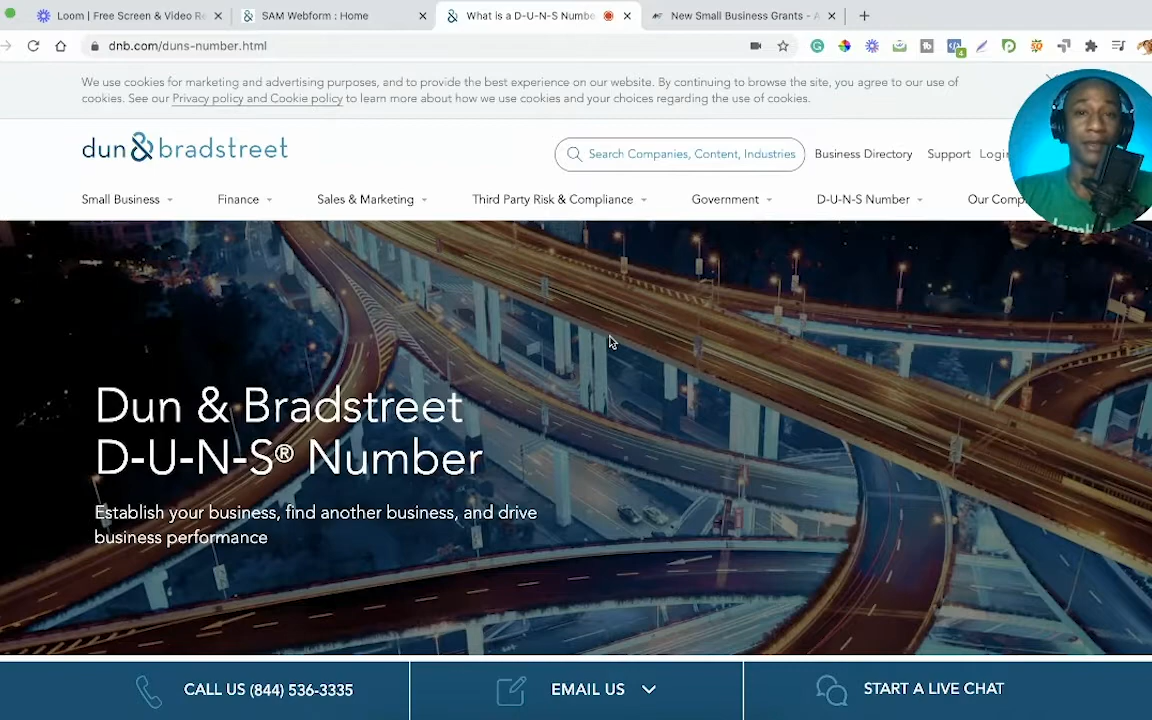 Loom | Free Screen & Video Re
SAM Webform : Home
What is a D-U-N-S Numbe
New Small Business Grants - A
dnb.com/duns-number.html
4
We use cookies for marketing and advertising purposes, and to provide the best experience on our website. By continuing to browse the site, you agree to our use of
cookies. See our Privacy policy and Cookie policy to learn more about how we use cookies and your choices regarding the use of cookies.
dun & bradstreet
Search Companies, Content, Industries
Business Directory
Support
Login
Small Business
Finance
Sales & Marketing
Third Party Risk & Compliance
Government
D-U-N-S Number
Our Comp
Dun & Bradstreet
D-U-N-S® Number
Establish your business, find another business, and drive
business performance
CALL US (844) 536-3335
EMAIL US
START A LIVE CHAT